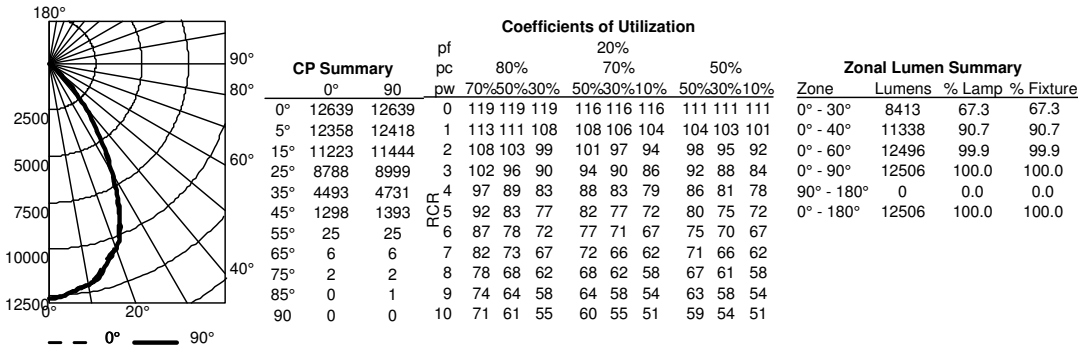 180°
90°
80°
60°
40°
20°
0°
2500
5000
7500
10000
12500
0° 90°
CP Summary
0° 90
0° 12639 12639
5° 12358 12418
15° 11223 11444
25° 8788 8999
35° 4493 4731
45° 1298 1393
55° 25 25
65° 6 6
75° 2 2
85° 0 1
90 0 0
Coefficients of Utilization
pf 20%
pc 80% 70% 50%
pw 70%50%30% 50%30%10% 50%30%10%
RCR
0 119 119 119 116 116 116 111 111 111
1 113 111 108 108 106 104 104 103 101
2 108 103 99 101 97 94 98 95 92
3 102 96 90 94 90 86 92 88 84
4 97 89 83 88 83 79 86 81 78
5 92 83 77 82 77 72 80 75 72
6 87 78 72 77 71 67 75 70 67
7 82 73 67 72 66 62 71 66 62
8 78 68 62 68 62 58 67 61 58
9 74 64 58 64 58 54 63 58 54
10 71 61 55 60 55 51 59 54 51
Zonal Lumen Summary
Zone Lumens % Lamp % Fixture
0° - 30° 8413 67.3 67.3
0° - 40° 11338 90.7 90.7
0° - 60° 12496 99.9 99.9
0° - 90° 12506 100.0 100.0
90° - 180° 0 0.0 0.0
0° - 180° 12506 100.0 100.0